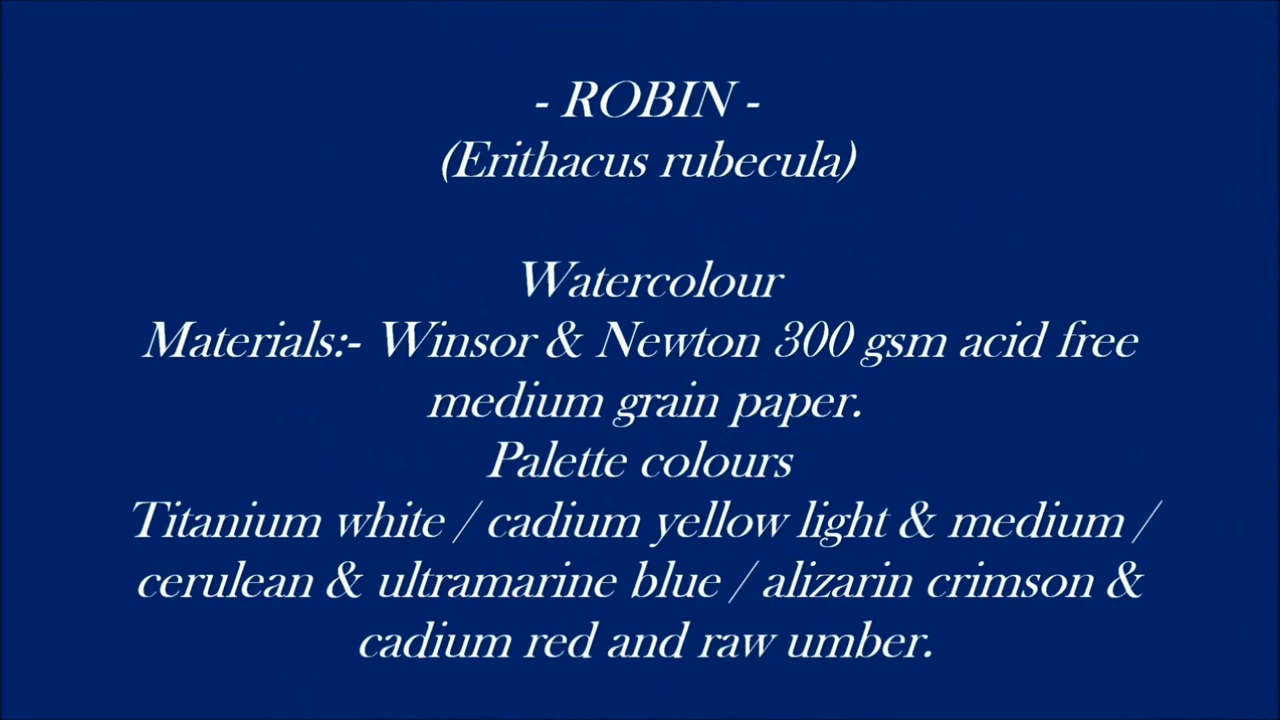 - ROBIN -
(Erithacus rubecula)
Watercolour
Materials:- Winsor & Newton 300 gsm acid free
medium grain paper.
Palette colours
Titanium white / cadium yellow light & medium /
cerulean & ultramarine blue / alizarin crimson &
cadium red and raw umber.